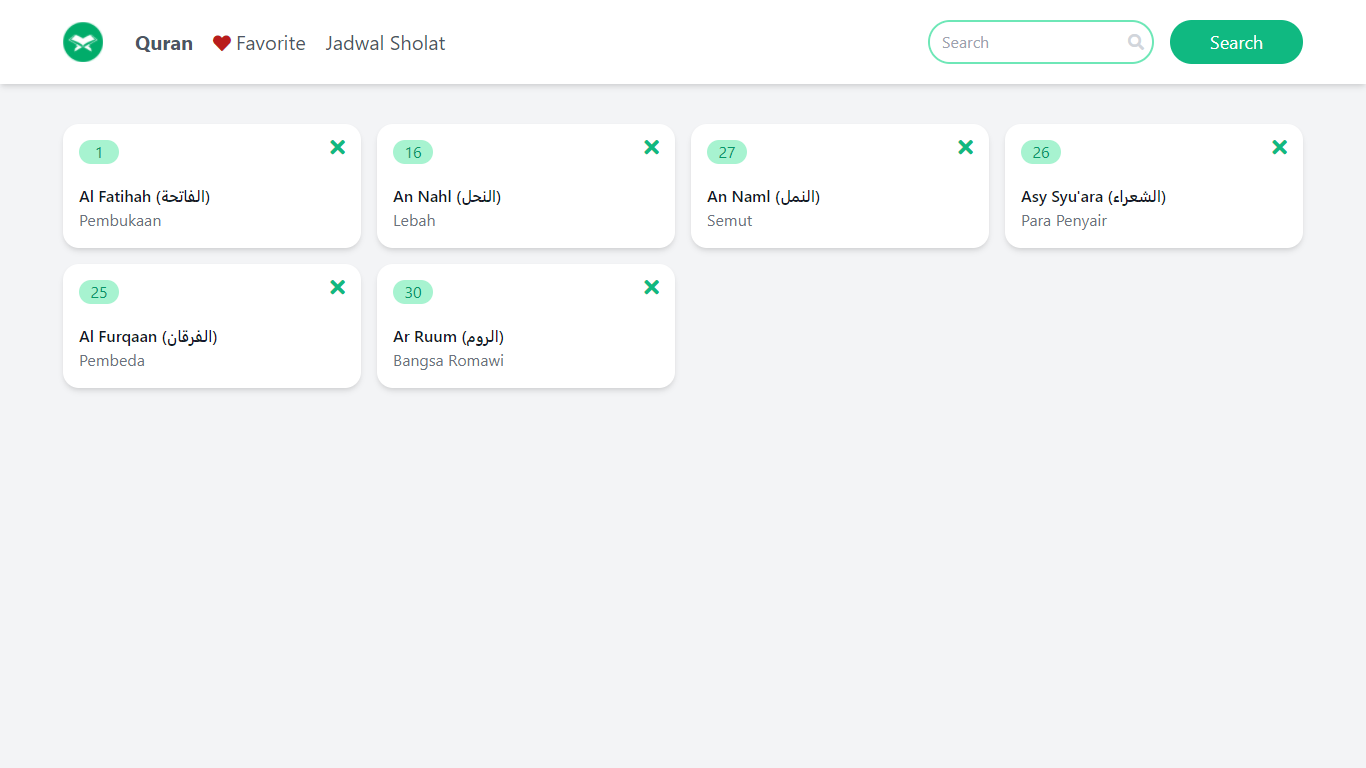 Quran Favorite Jadwal Sholat Search Search
1
Al Fatihah (الفاتحة)
Pembukaan
16
An Nahl (النحل)
Lebah
27
An Naml (النمل)
Semut
26
Asy Syu'ara (الشعراء)
Para Penyair
25
Al Furqaan (الفرقان)
Pembeda
30
Ar Ruum (الروم)
Bangsa Romawi